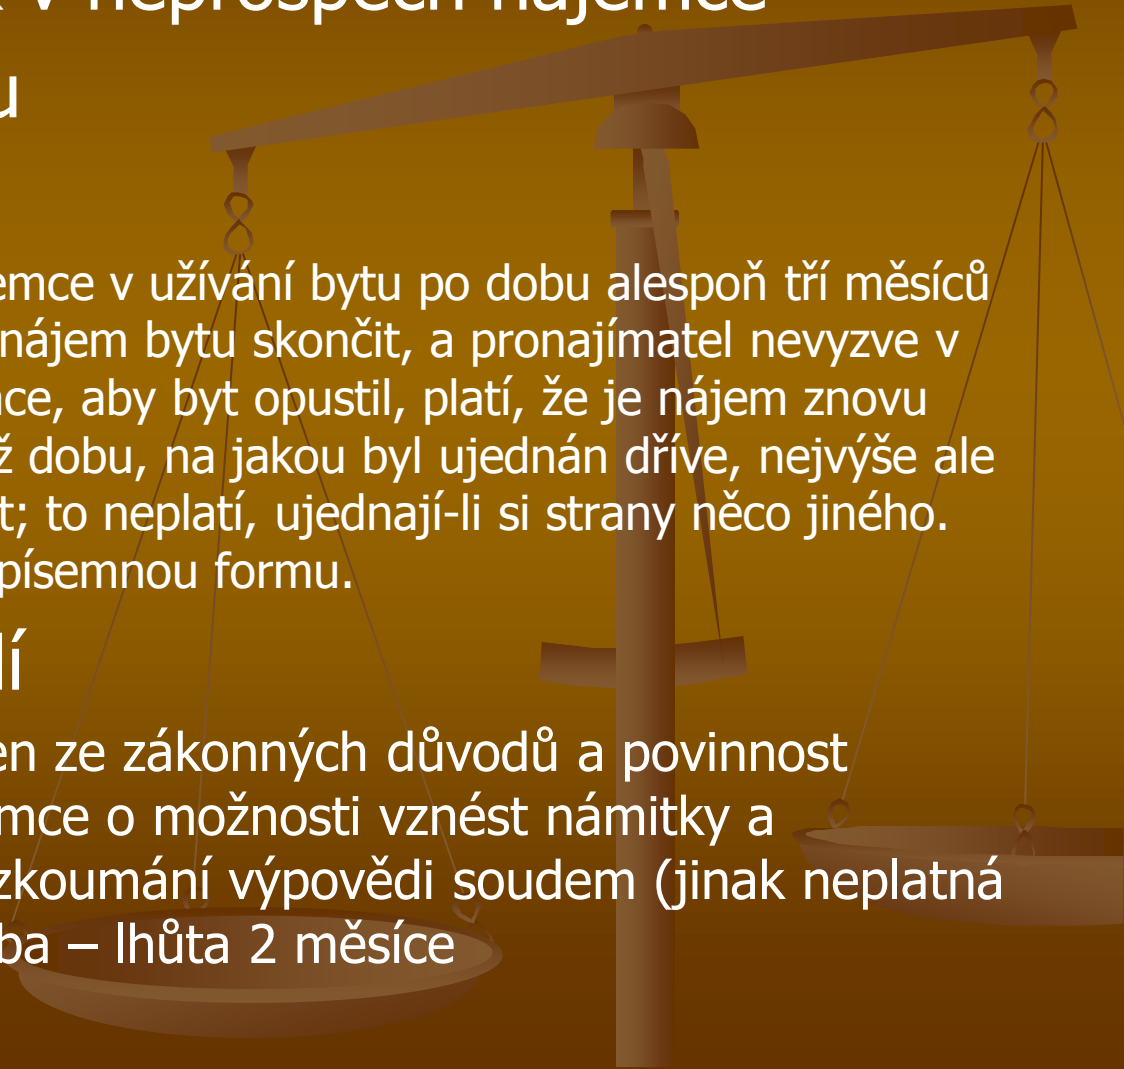 v neprospěch nájemce
u
emce v užívání bytu po dobu alespoň tří měsíců
nájem bytu skončit, a pronajímatel nevyzve v
nce, aby byt opustil, platí, že je nájem znovu
ž dobu, na jakou byl ujednán dříve, nejvýše ale
t; to neplatí, ujednají-li si strany něco jiného.
písemnou formu.
lí
en ze zákonných důvodů a povinnost
mce o možnosti vznést námitky a
zkoumání výpovědi soudem (jinak neplatná
ba – lhůta 2 měsíce